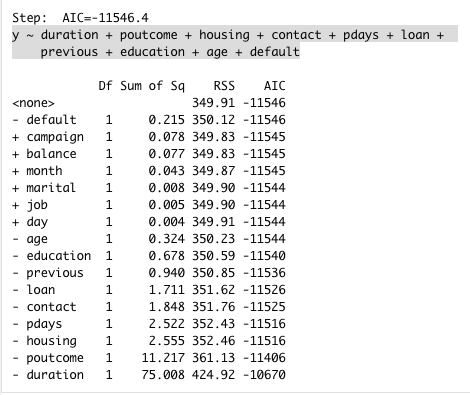 Step:  AIC=-11546.4
y ~ duration + poutcome + housing + contact + pdays + loan +
    previous + education + age + default

            Df Sum of Sq    RSS    AIC
<none>                   349.91 -11546
- default    1     0.215 350.12 -11546
+ campaign   1     0.078 349.83 -11545
+ balance    1     0.077 349.83 -11545
+ month      1     0.043 349.87 -11545
+ marital    1     0.008 349.90 -11544
+ job        1     0.005 349.90 -11544
+ day        1     0.004 349.91 -11544
- age        1     0.324 350.23 -11544
- education  1     0.678 350.59 -11540
- previous   1     0.940 350.85 -11536
- loan       1     1.711 351.62 -11526
- contact    1     1.848 351.76 -11525
- pdays      1     2.522 352.43 -11516
- housing    1     2.555 352.46 -11516
- poutcome   1    11.217 361.13 -11406
- duration   1    75.008 424.92 -10670